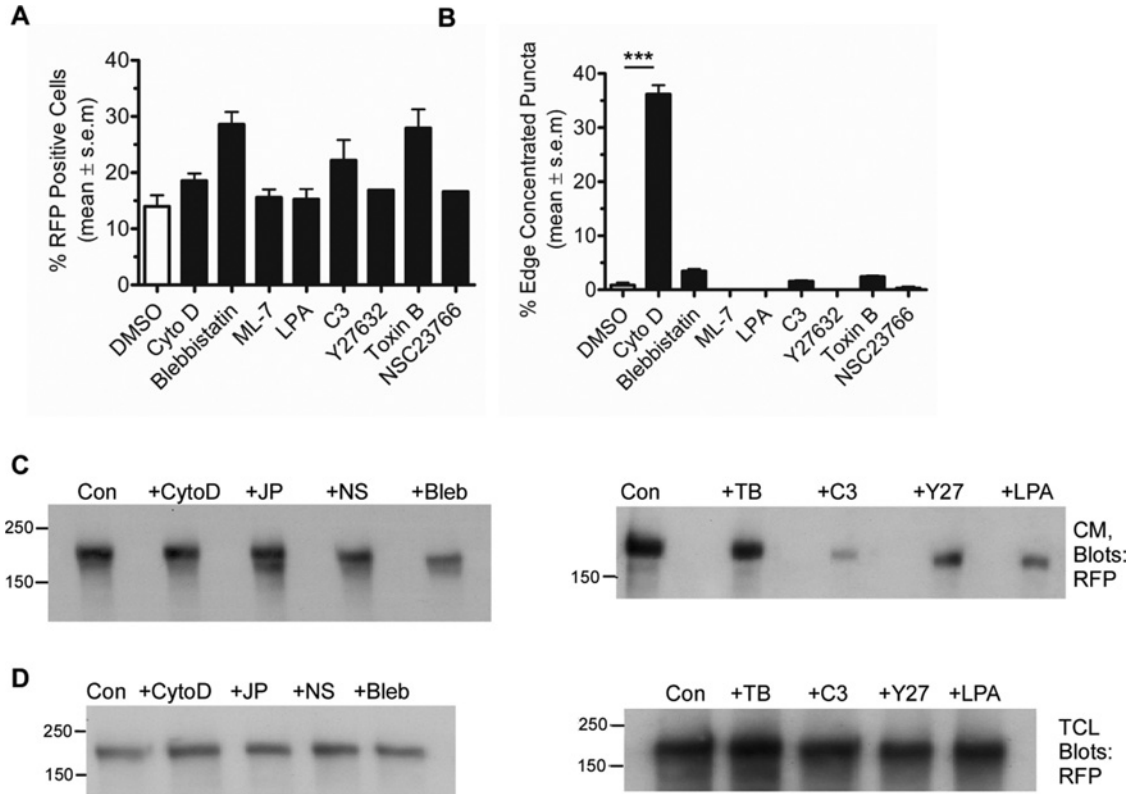 A
% RFP Positive Cells
(mean ± s.e.m)
40
30
20
10
0
DMSO
Cyto D
Blebbistatin
ML-7
LPA
C3
Y27632
Toxin B
NSC23766
B
% Edge Concentrated Puncta
(mean ± s.e.m)
***
40
30
20
10
0
DMSO
Cyto D
Blebbistatin
ML-7
LPA
C3
Y27632
Toxin B
NSC23766
C
Con +CytoD +JP +NS +Bleb
250
150
Con +TB +C3 +Y27 +LPA
150
CM,
Blots:
RFP
D
Con +CytoD +JP +NS +Bleb
250
150
Con +TB +C3 +Y27 +LPA
250
150
TCL
Blots:
RFP